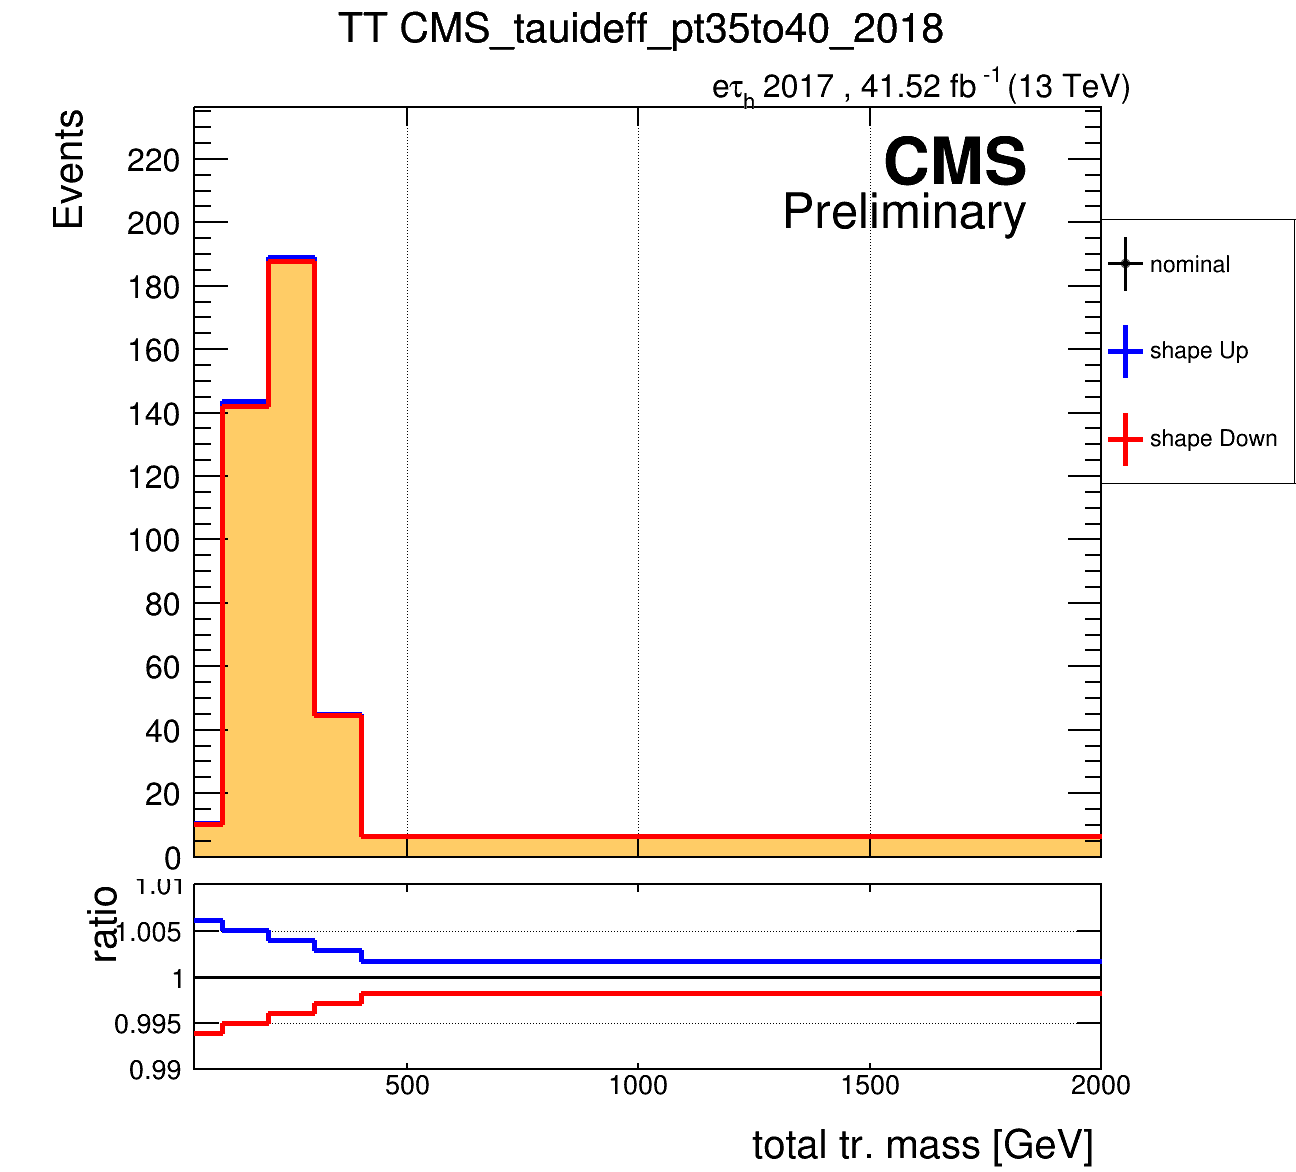 TT CMS_tauideff_pt35to40_2018
eτh 2017 , 41.52 fb -1 (13 TeV)
Events
CMS
Preliminary
220
200
180
160
140
120
100
80
60
40
20
0
nominal
shape Up
shape Down
ratio
1.01
1.005
1
0.995
0.99
500
1000
1500
2000
total tr. mass [GeV]